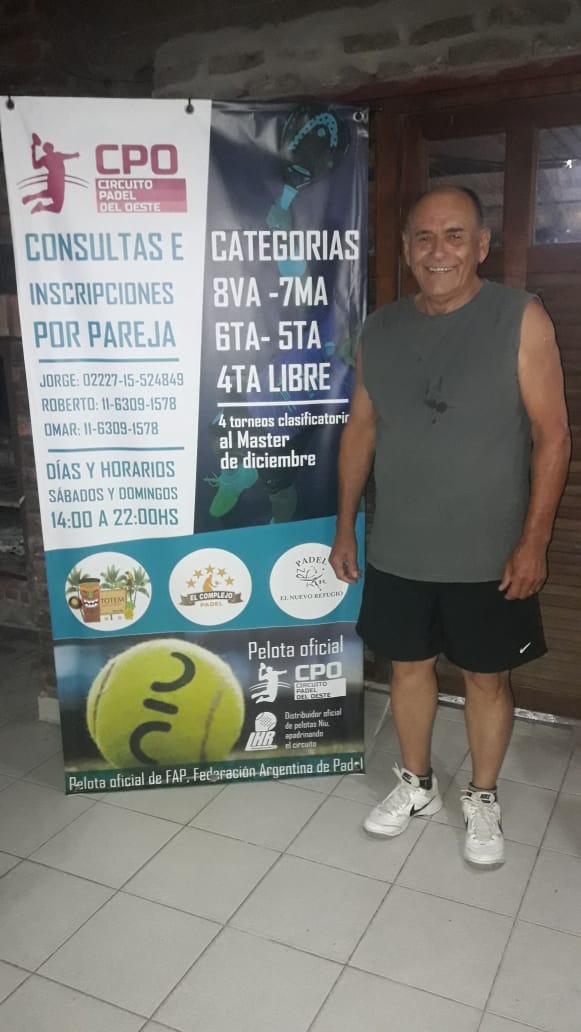 CPO
CIRCUITO
PADEL
DEL OESTE
CONSULTAS E
INSCRIPCIONES
POR PAREJA
JORGE: 02227-15-524849
ROBERTO: 11-6309-1578
OMAR: 11-6309-1578
DÍAS Y HORARIOS
SÁBADOS Y DOMINGOS
14:00 A 22:00HS
CATEGORIAS
8VA -7MA
6TA- 5TA
4TA LIBRE
4 torneos clasificatorio
al Master
de diciembre
TOTEM
EL COMPLEJO
PADEL
PADEL
EL NUEVO REFUGIO
Pelota oficial
CPO
CIRCUITO
PADEL
DEL OESTE
LHR
Distribuidor oficial
de pelotas Niu,
apadrinando
el circuito
Pelota oficial de FAP, Federación Argentina de Padel